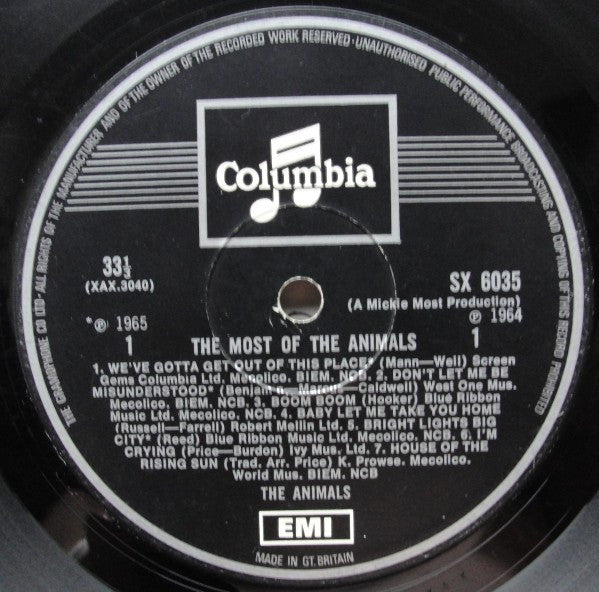 THE GRAMOPHONE CO LTD·ALL RIGHTS OF THE MANUFACTURER AND OF THE OWNER OF THE RECORDED WORK RESERVED·UNAUTHORISED PUBLIC PERFORMANCE BROADCASTING AND COPYING OF THIS RECORD PROHIBITED
Columbia
33⅓
(XAX.3040)
SX 6035
(A Mickie Most Production)
*℗ 1965
℗ 1964
1
THE MOST OF THE ANIMALS
1
1. WE'VE GOTTA GET OUT OF THIS PLACE* (Mann—Well) Screen
Gems Columbia Ltd. Mecolico. BIEM. NCB. 2. DON'T LET ME BE
MISUNDERSTOOD* (Benjamin— Marcus—Caldwell) West One Mus.
Mecolico. BIEM. NCB. 3. BOOM BOOM (Hooker) Blue Ribbon
Music Ltd. Mecolico. NCB. 4. BABY LET ME TAKE YOU HOME
(Russell—Farrell) Robert Mellin Ltd. 5. BRIGHT LIGHTS BIG
CITY* (Reed) Blue Ribbon Music Ltd. Mecolico. NCB. 6. I'M
CRYING (Price—Burdon) Ivy Mus. Ltd. 7. HOUSE OF THE
RISING SUN (Trad. Arr. Price) K. Prowse. Mecolico.
World Mus. BIEM. NCB
THE ANIMALS
EMI
MADE IN GT. BRITAIN